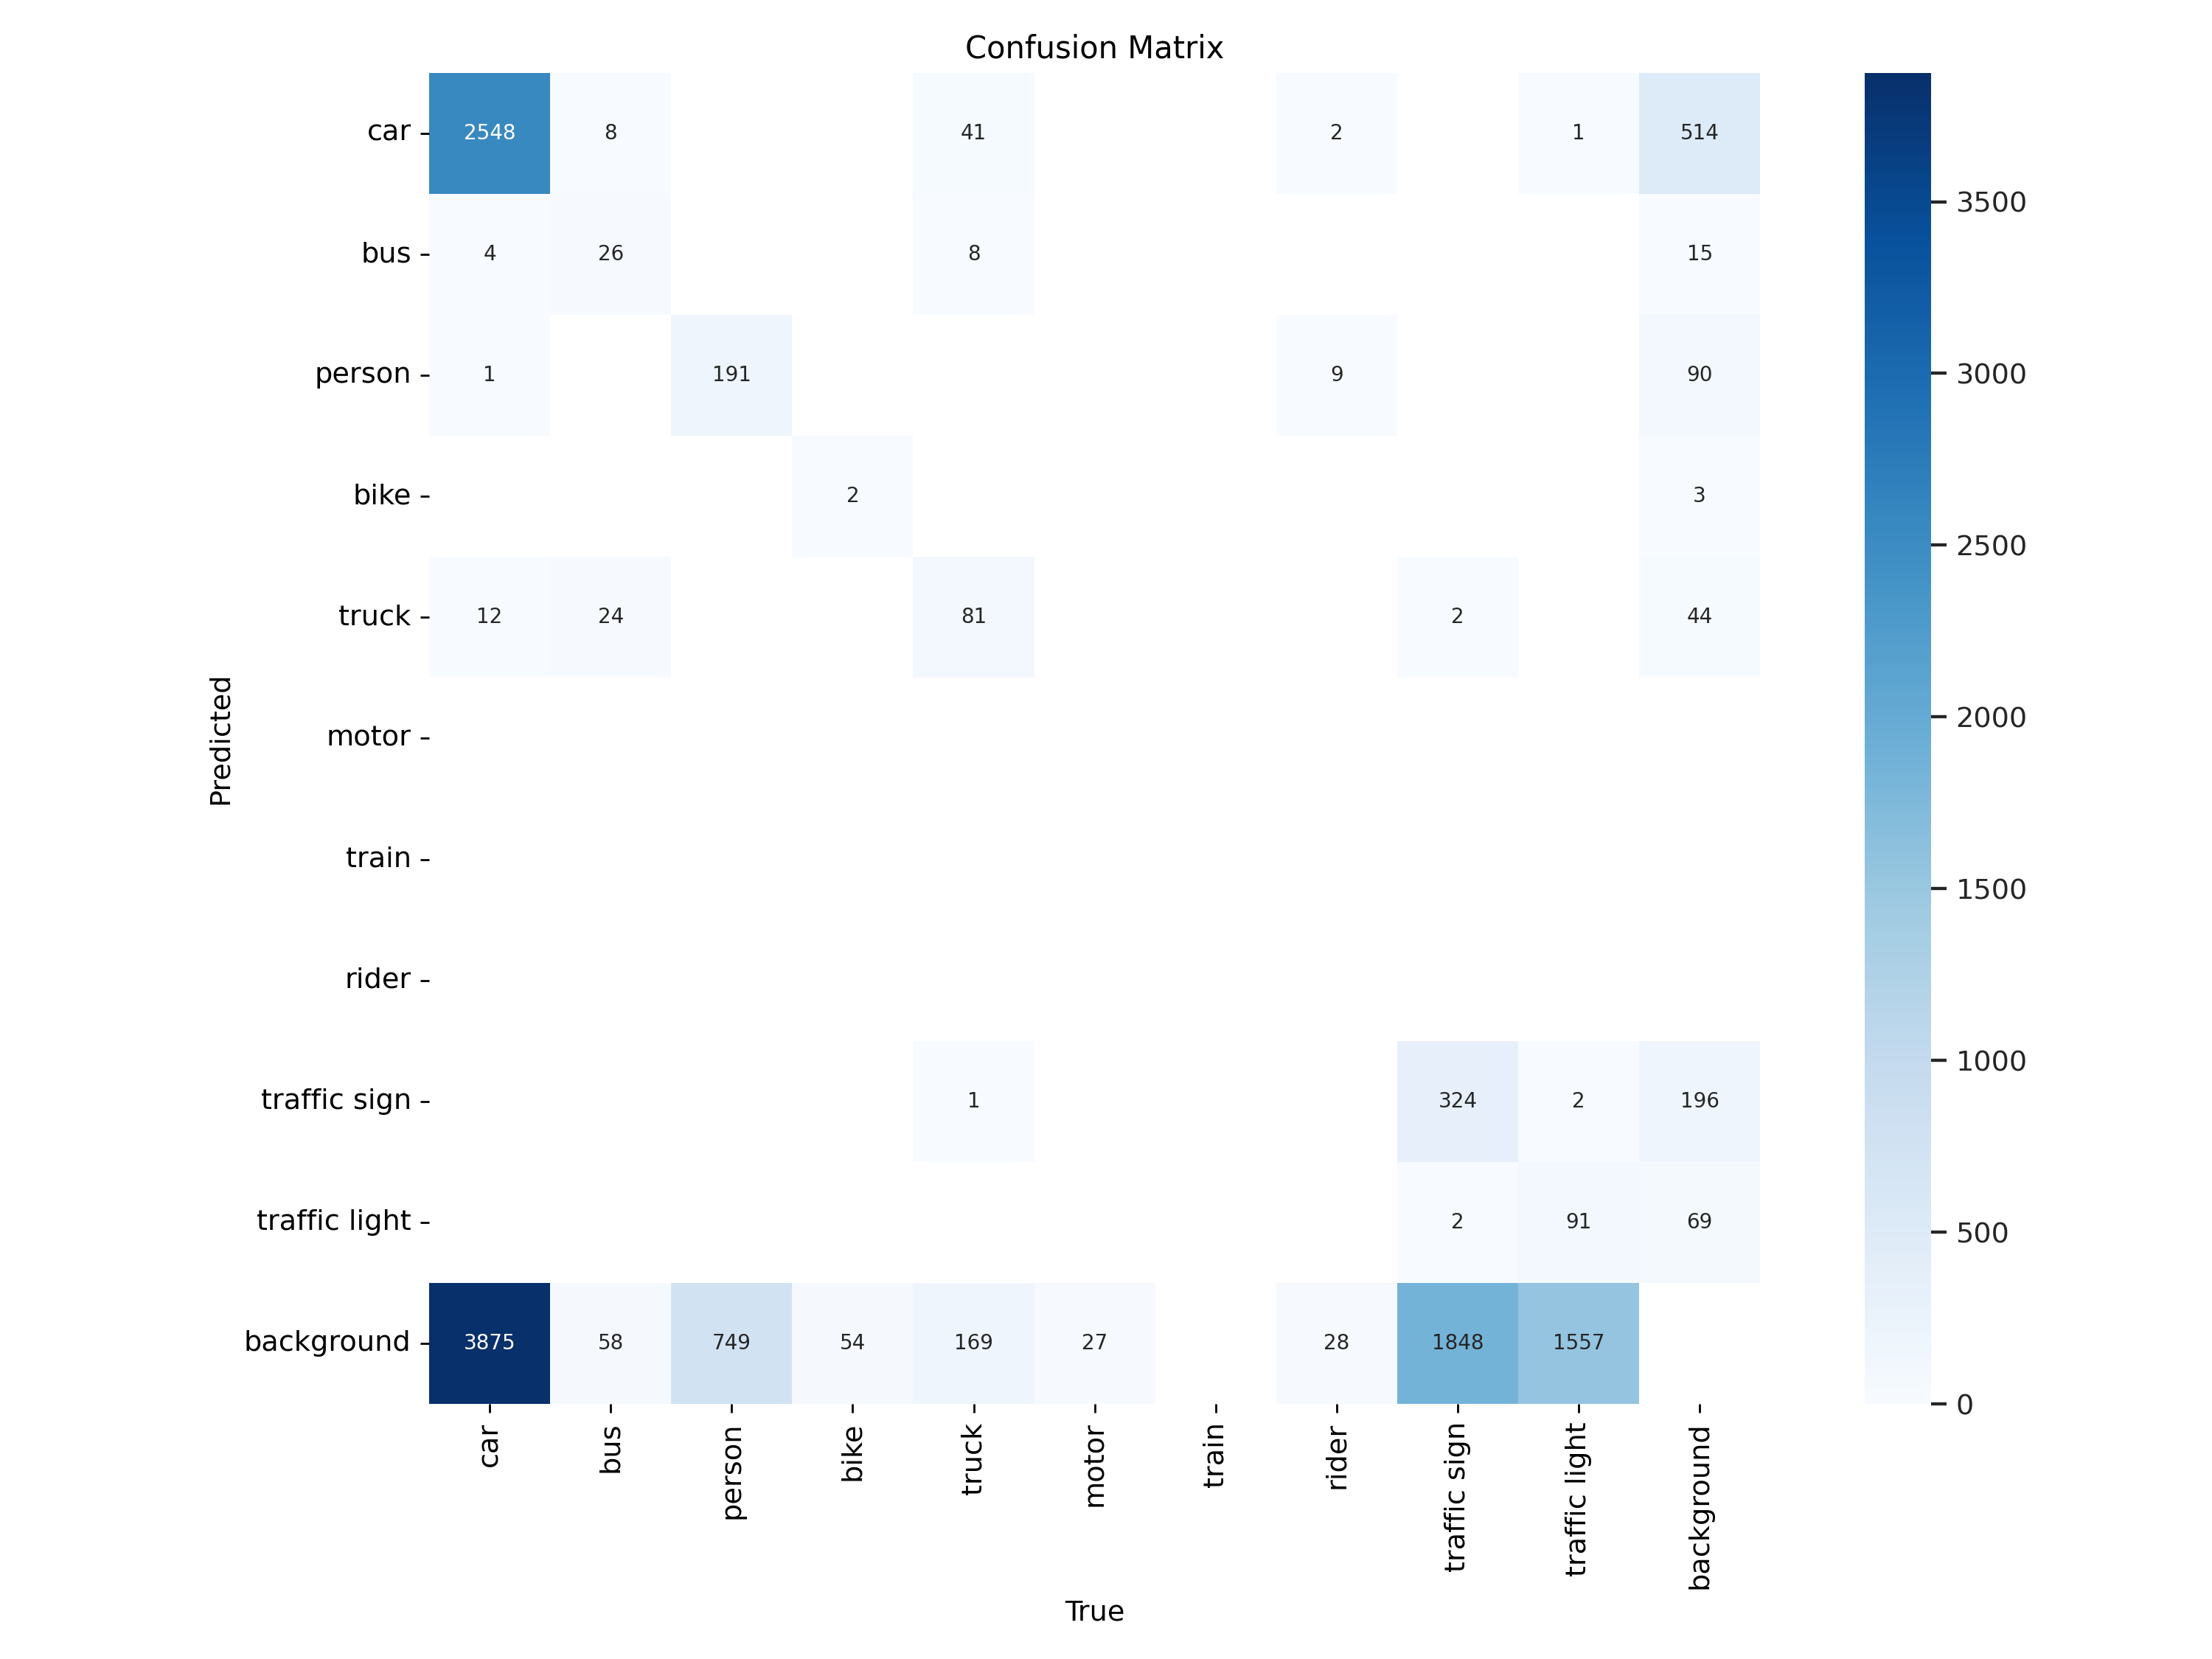 Confusion Matrix
car 2548 8 41 2 1 514
bus 4 26 8 15
person 1 191 9 90
bike 2 3
truck 12 24 81 2 44
motor
train
rider
traffic sign 1 324 2 196
traffic light 2 91 69
background 3875 58 749 54 169 27 28 1848 1557
car bus person bike truck motor train rider traffic sign traffic light background
True
Predicted
3500
3000
2500
2000
1500
1000
500
0